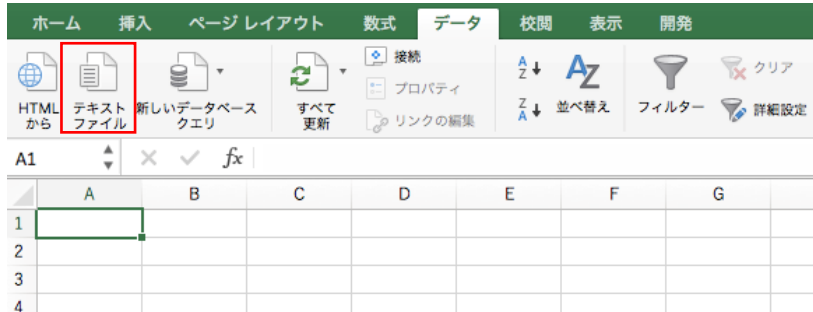 ホーム 挿入 ページ レイアウト 数式 データ 校閲 表示 開発
HTML
から
テキスト
ファイル
新しいデータベース
クエリ
すべて
更新
接続
プロパティ
リンクの編集
A
Z
Z
A
AZ
並べ替え
フィルター
クリア
詳細設定
A1 fx
A B C D E F G
1
2
3
4